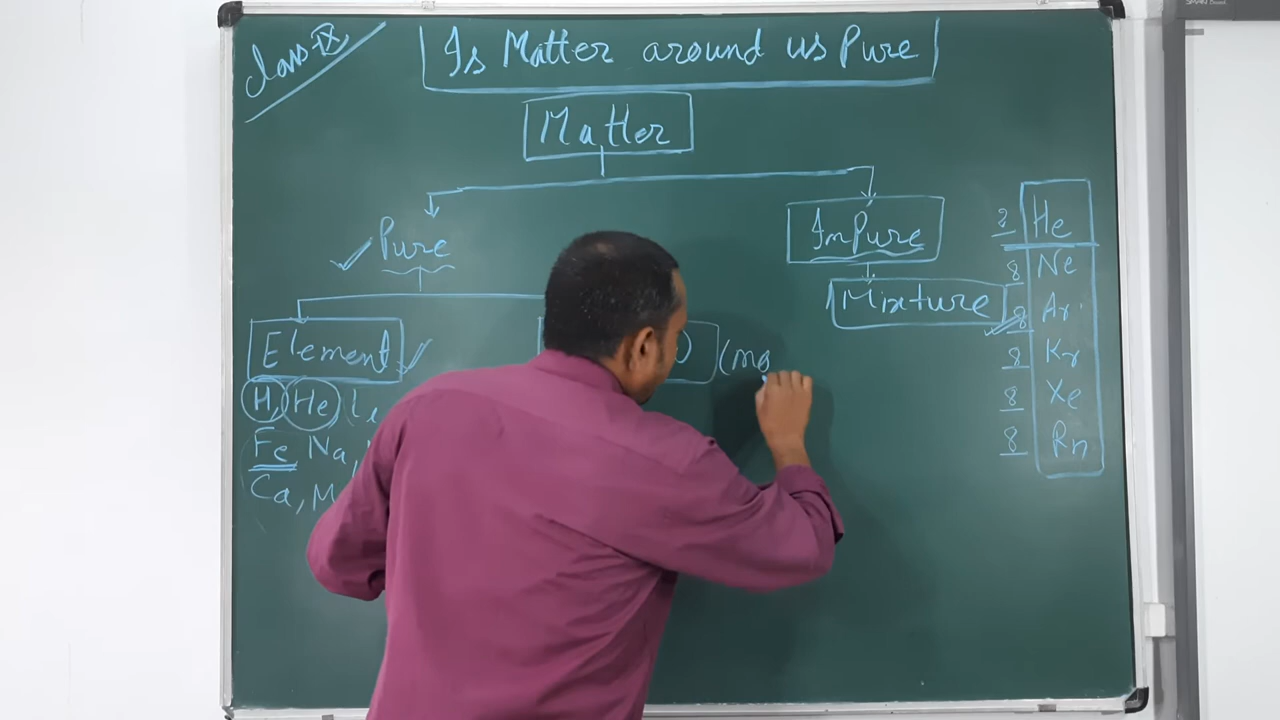 Class-IX
Is Matter around us Pure
Matter
Pure
ImPure
Mixture
Element
H, He
Fe Na,
Ca, M
(mo
2 He
8 Ne
8 Ar
8 Kr
8 Xe
8 Rn